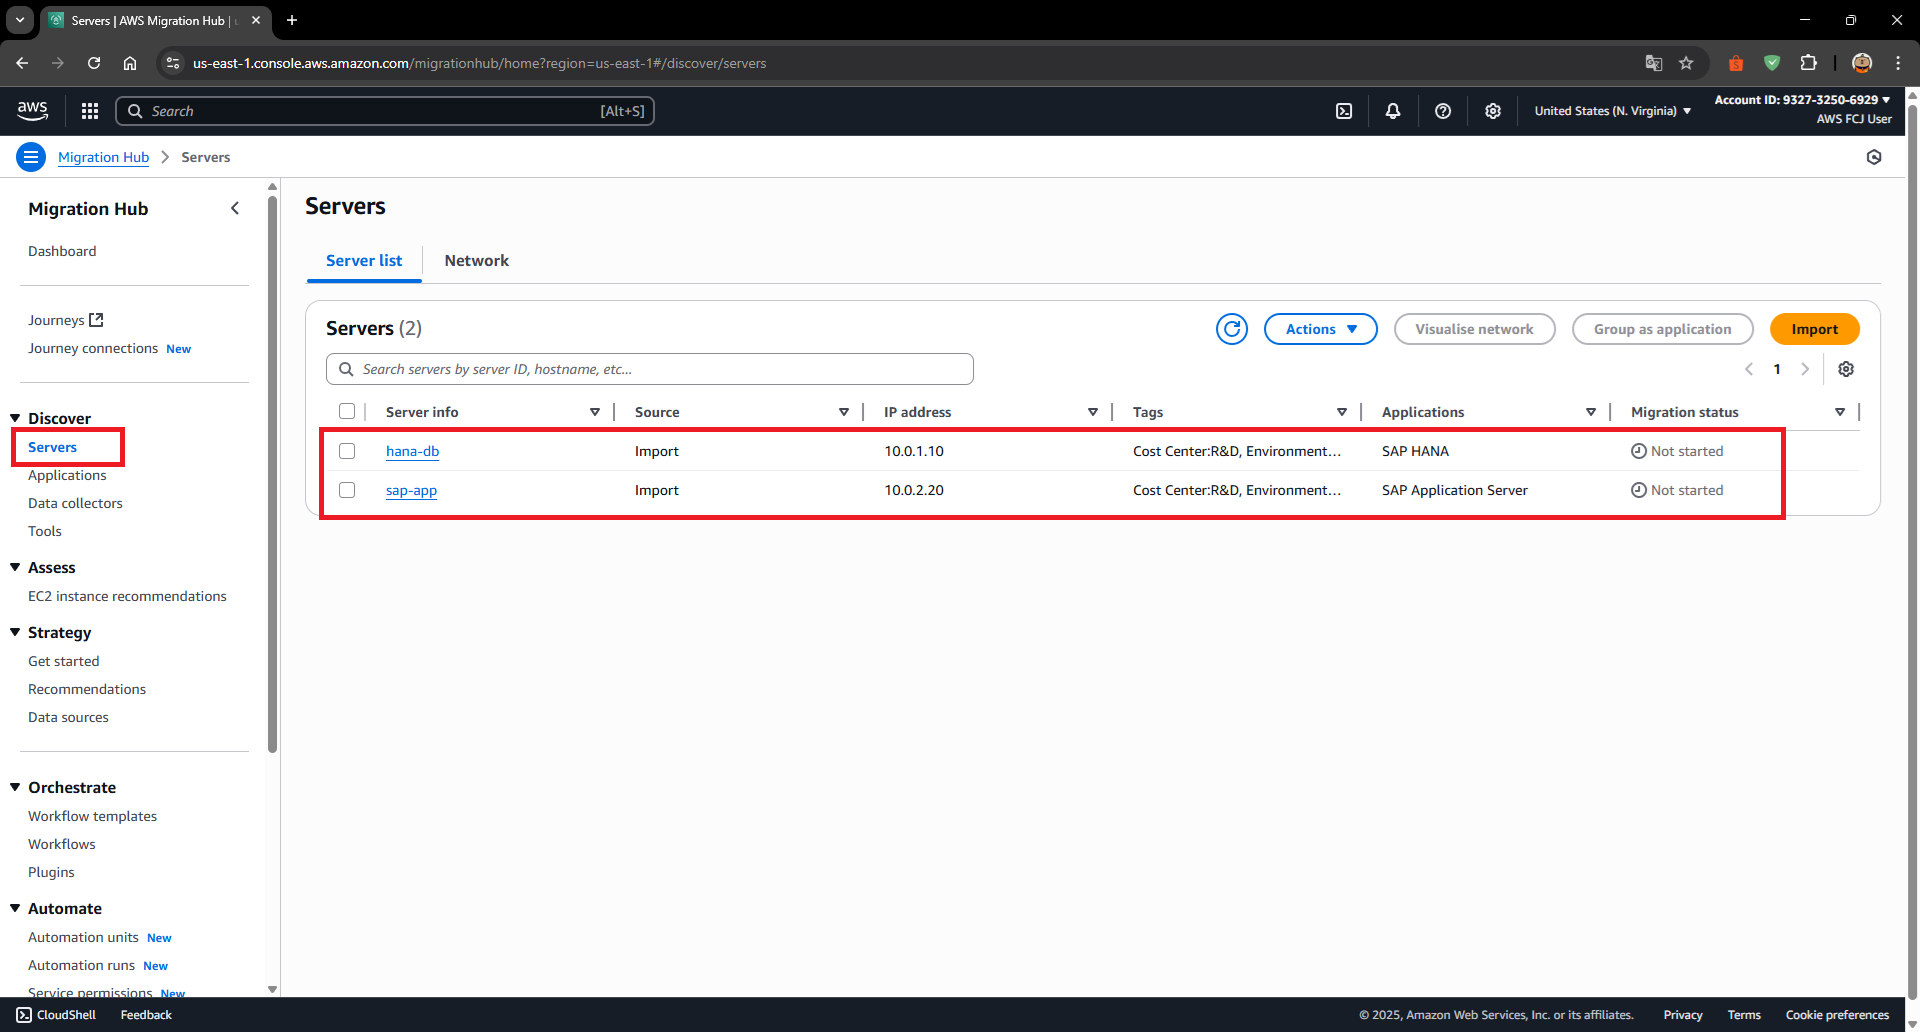 Servers | AWS Migration Hub |
us-east-1.console.aws.amazon.com/migrationhub/home?region=us-east-1#/discover/servers
aws
Search [Alt+S]
United States (N. Virginia)
Account ID: 9327-3250-6929
AWS FCJ User
Migration Hub > Servers
Migration Hub
Dashboard
Journeys
Journey connections New
Discover
Servers
Applications
Data collectors
Tools
Assess
EC2 instance recommendations
Strategy
Get started
Recommendations
Data sources
Orchestrate
Workflow templates
Workflows
Plugins
Automate
Automation units New
Automation runs New
Service permissions New
Servers
Server list
Network
Servers (2)
Actions
Visualise network
Group as application
Import
Search servers by server ID, hostname, etc...
1
Server info Source IP address Tags Applications Migration status
hana-db Import 10.0.1.10 Cost Center:R&D, Environment... SAP HANA Not started
sap-app Import 10.0.2.20 Cost Center:R&D, Environment... SAP Application Server Not started
CloudShell Feedback © 2025, Amazon Web Services, Inc. or its affiliates. Privacy Terms Cookie preferences